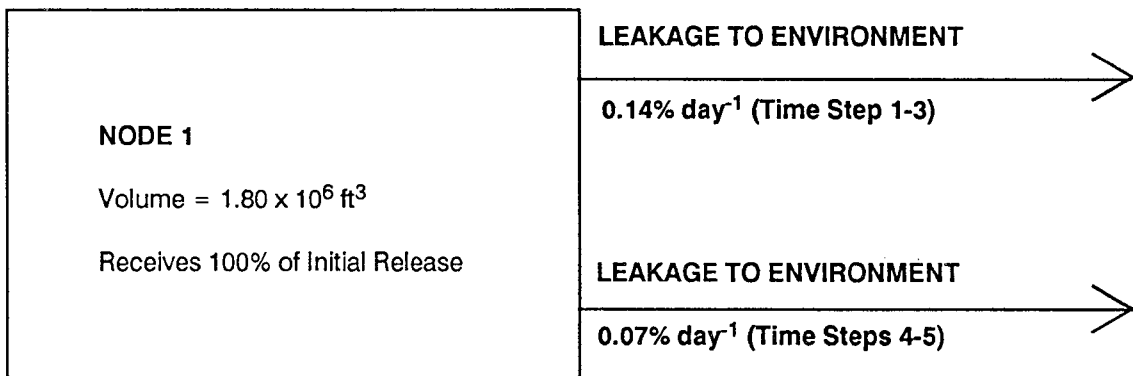 NODE 1
Volume = 1.80 x 10⁶ ft³
Receives 100% of Initial Release
LEAKAGE TO ENVIRONMENT
0.14% day⁻¹ (Time Step 1-3)
LEAKAGE TO ENVIRONMENT
0.07% day⁻¹ (Time Steps 4-5)